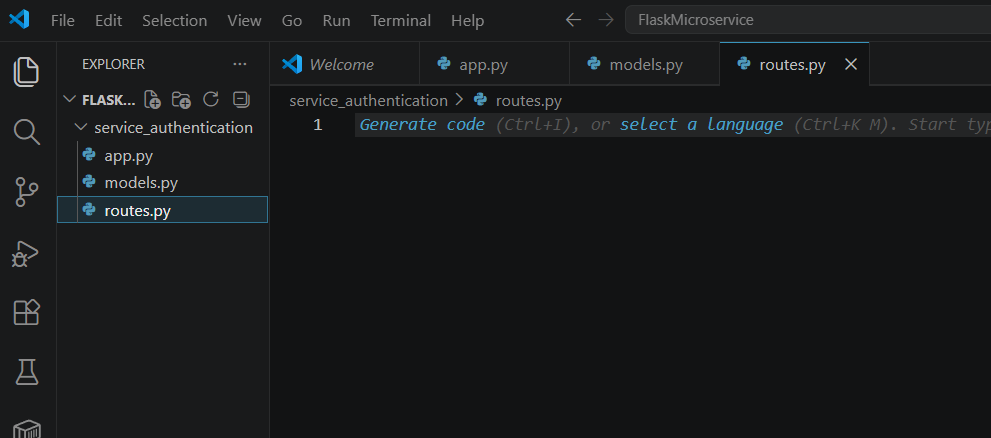 File Edit Selection View Go Run Terminal Help FlaskMicroservice
EXPLORER ... Welcome app.py models.py routes.py
FLASK...
service_authentication > routes.py
service_authentication
1 Generate code (Ctrl+I), or select a language (Ctrl+K M). Start typ
app.py
models.py
routes.py